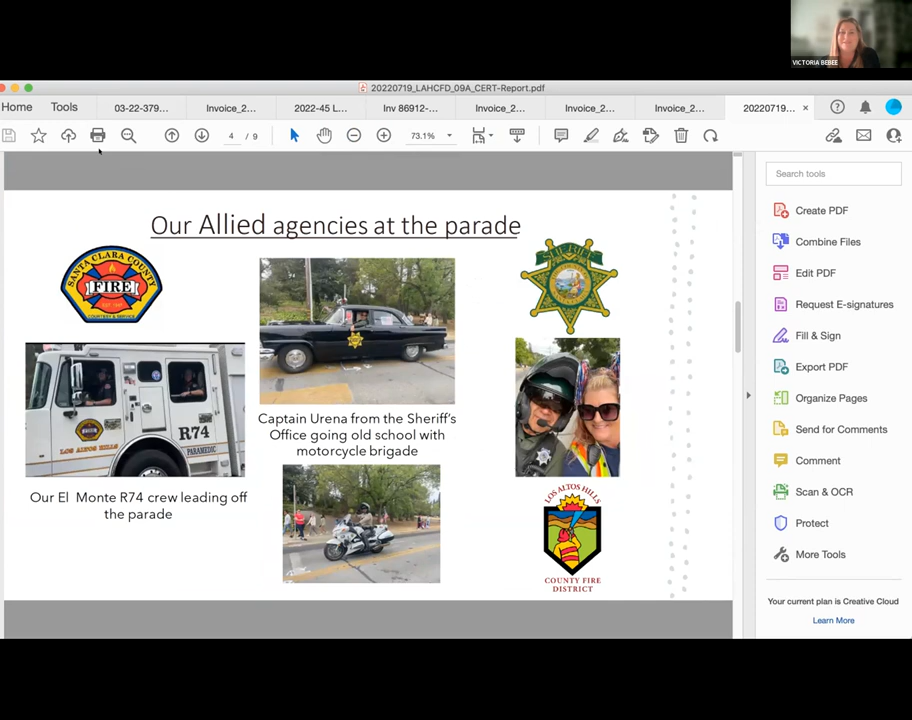 VICTORIA BEBEE
20220719_LAHCFD_09A_CERT-Report.pdf
Home
Tools
03-22-379...
Invoice_2...
2022-45 L...
Inv 86912-...
Invoice_2...
Invoice_2...
Invoice_2...
20220719...
4 / 9
73.1%
Search tools
Create PDF
Combine Files
Edit PDF
Request E-signatures
Fill & Sign
Export PDF
Organize Pages
Send for Comments
Comment
Scan & OCR
Protect
More Tools
Your current plan is Creative Cloud
Learn More
Our Allied agencies at the parade
SANTA CLARA COUNTY
FIRE
COURTESY & SERVICE
SHERIFF
R74
LOS ALTOS HILLS
PARAMEDIC
Our El Monte R74 crew leading off
the parade
Captain Urena from the Sheriff's
Office going old school with
motorcycle brigade
LOS ALTOS HILLS
COUNTY FIRE
DISTRICT